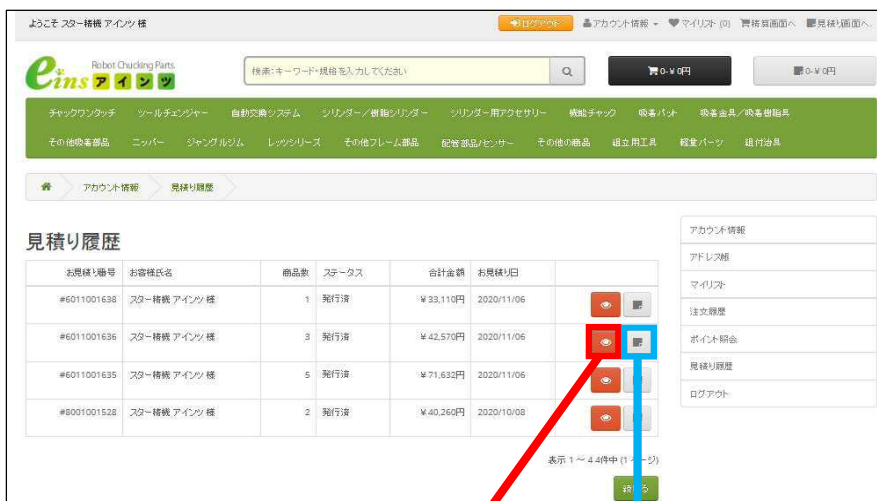 ようこそ スター精機 アインツ 様
ログアウト アカウント情報 マイリスト (0) 精算画面へ 見積り画面へ
Robot Chucking Parts
eins アインツ
検索:キーワード・規格を入力してください
0-¥ 0円
0-¥ 0円
チャックワンタッチ ツールチェンジャー 自動交換システム シリンダー/樹脂シリンダー シリンダー用アクセサリー 機能チャック 吸着パット 吸着金具/吸着樹脂具
その他吸着部品 ニッパー ジャングルジム レッツシリーズ その他フレーム部品 配管部品/センサー その他の商品 組立用工具 軽量パーツ 組付治具
アカウント情報 見積り履歴
見積り履歴
お見積り番号 お客様氏名 商品数 ステータス 合計金額 お見積り日
#6011001638 スター精機 アインツ 様 1 発行済 ¥33,110円 2020/11/06
#6011001636 スター精機 アインツ 様 3 発行済 ¥42,570円 2020/11/06
#6011001635 スター精機 アインツ 様 5 発行済 ¥71,632円 2020/11/06
#8001001528 スター精機 アインツ 様 2 発行済 ¥40,260円 2020/10/08
表示 1 ~ 4 4件中 (1 ページ)
アカウント情報
アドレス帳
マイリスト
注文履歴
ポイント照会
見積り履歴
ログアウト